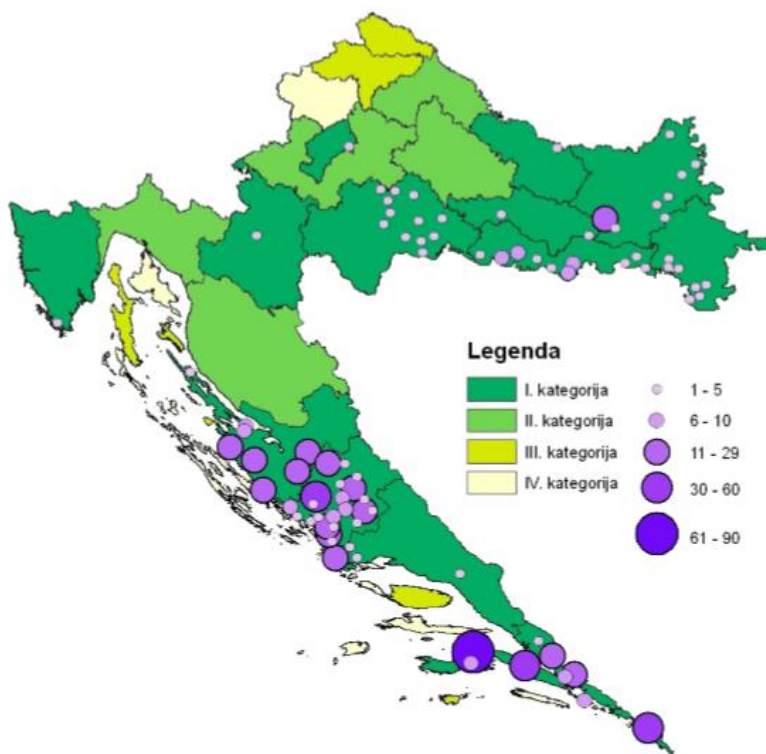 Legenda
I. kategorija
II. kategorija
III. kategorija
IV. kategorija
1 - 5
6 - 10
11 - 29
30 - 60
61 - 90